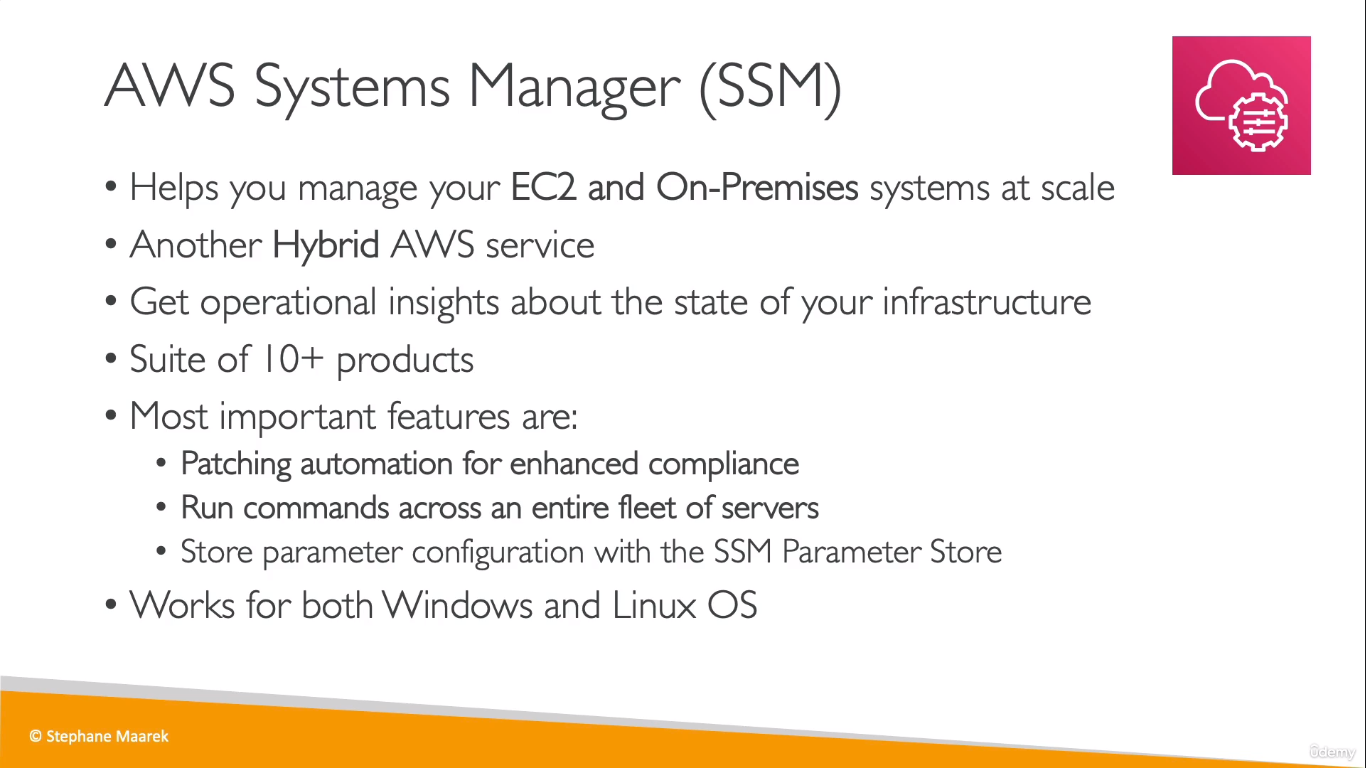 AWS Systems Manager (SSM)
• Helps you manage your EC2 and On-Premises systems at scale
• Another Hybrid AWS service
• Get operational insights about the state of your infrastructure
• Suite of 10+ products
• Most important features are:
• Patching automation for enhanced compliance
• Run commands across an entire fleet of servers
• Store parameter configuration with the SSM Parameter Store
• Works for both Windows and Linux OS
© Stephane Maarek
ûdemy